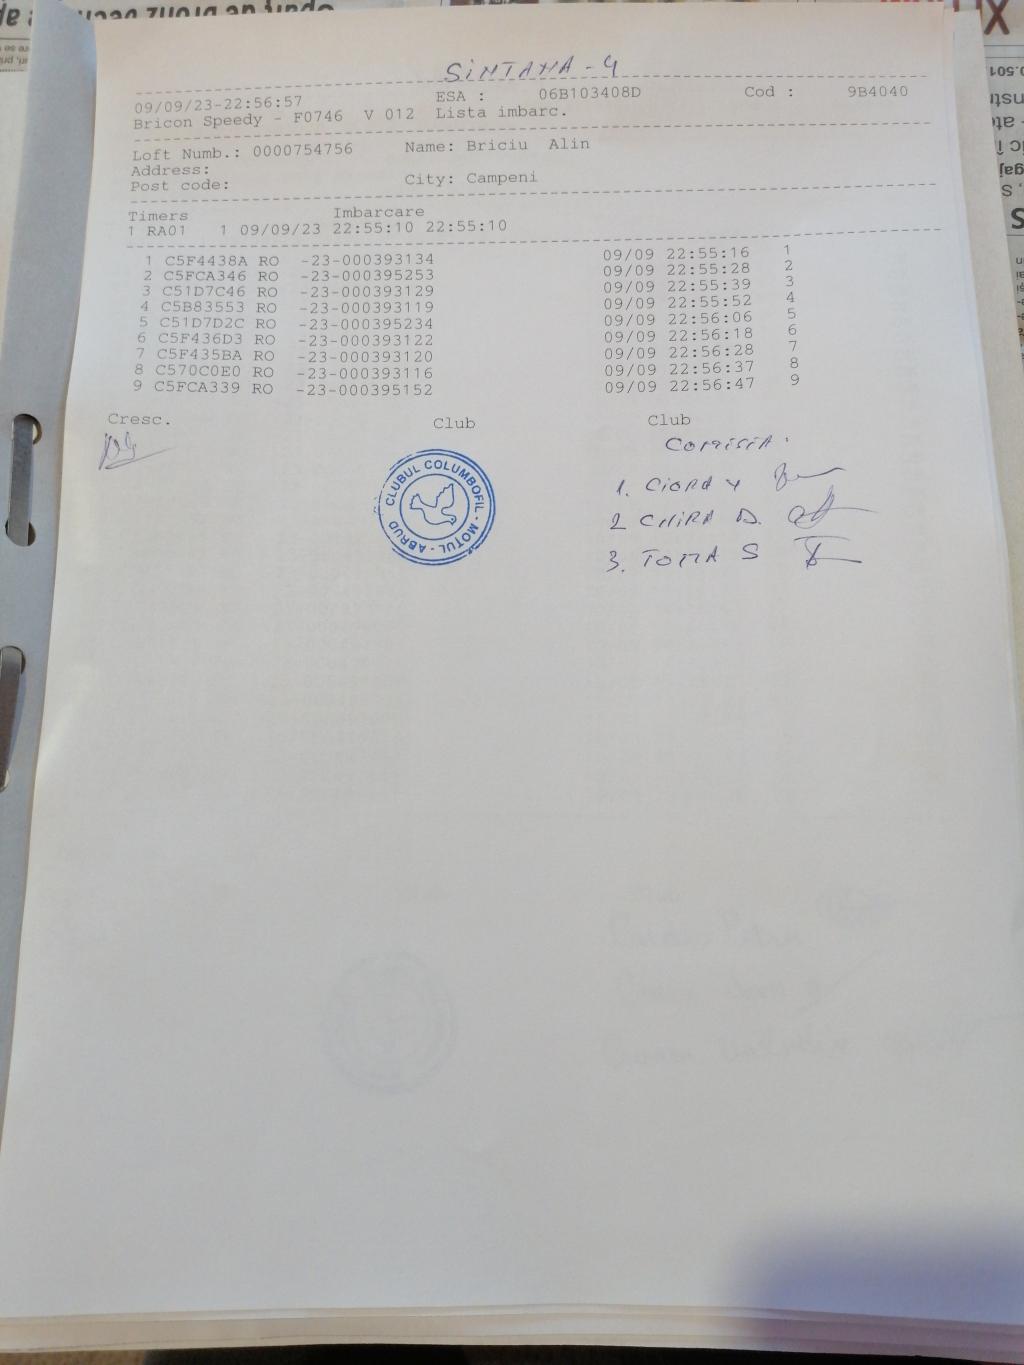 SINTANA - 4
09/09/23-22:56:57 ESA : 06B103408D Cod : 9B4040
Bricon Speedy - F0746 V 012 Lista imbarc.
Loft Numb.: 0000754756 Name: Briciu Alin
Address:
Post code: City: Campeni
Timers Imbarcare
1 RA01 1 09/09/23 22:55:10 22:55:10
1 C5F4438A RO -23-000393134 09/09 22:55:16 1
2 C5FCA346 RO -23-000395253 09/09 22:55:28 2
3 C51D7C46 RO -23-000393129 09/09 22:55:39 3
4 C5B83553 RO -23-000393119 09/09 22:55:52 4
5 C51D7D2C RO -23-000395234 09/09 22:56:06 5
6 C5F436D3 RO -23-000393122 09/09 22:56:18 6
7 C5F435BA RO -23-000393120 09/09 22:56:28 7
8 C570C0E0 RO -23-000393116 09/09 22:56:37 8
9 C5FCA339 RO -23-000395152 09/09 22:56:47 9
Cresc. Club Club
COMISIA.
CLUBUL COLUMBOFIL - MOTUL - ABRUD
1. CIORA
2 CHIRA D.
3. TOMA S